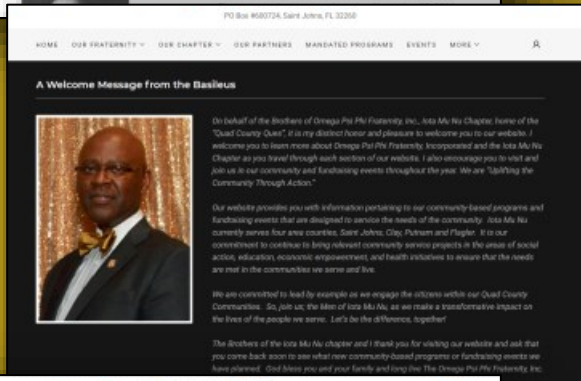 PO Box #600724, Saint Johns, FL 32260
HOME OUR FRATERNITY OUR CHAPTER OUR PARTNERS MANDATED PROGRAMS EVENTS MORE
A Welcome Message from the Basileus
On behalf of the Brothers of Omega Psi Phi Fraternity, Inc., Iota Mu Nu Chapter, home of the
"Quad County Ques", it is my distinct honor and pleasure to welcome you to our website. I
welcome you to learn more about Omega Psi Phi Fraternity, Incorporated and the Iota Mu Nu
Chapter as you travel through each section of our website. I also encourage you to visit and
join us in our community and fundraising events throughout the year. We are "Uplifting the
Community Through Action."
Our website provides you with information pertaining to our community-based programs and
fundraising events that are designed to service the needs of the community. Iota Mu Nu
currently serves four area counties, Saint Johns, Clay, Putnam and Flagler. It is our
commitment to continue to bring relevant community service projects in the areas of social
action, education, economic empowerment, and health initiatives to ensure that the needs
are met in the communities we serve and live.
We are committed to lead by example as we engage the citizens within our Quad County
Communities. So, join us; the Men of Iota Mu Nu, as we make a transformative impact on
the lives of the people we serve. Let's be the difference, together!
The Brothers of the Iota Mu Nu chapter and I thank you for visiting our website and ask that
you come back soon to see what new community-based programs or fundraising events we
have planned. God bless you and your family and long live The Omega Psi Phi Fraternity, Inc.